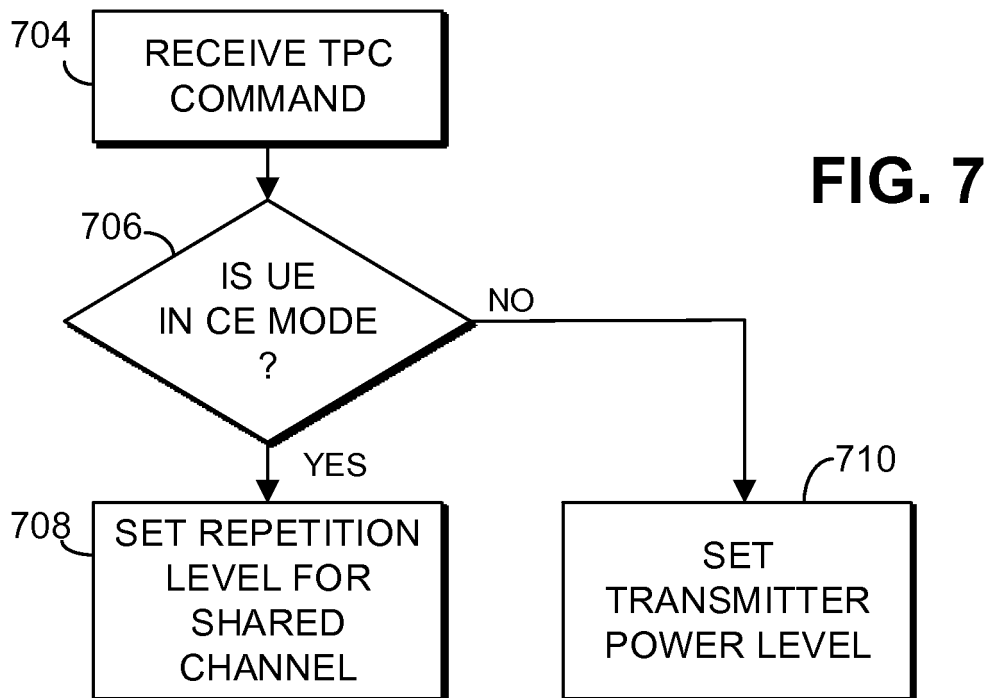 704
RECEIVE TPC
COMMAND
FIG. 7
706
IS UE
IN CE MODE
?
NO
YES
710
708
SET REPETITION
LEVEL FOR
SHARED
CHANNEL
SET
TRANSMITTER
POWER LEVEL